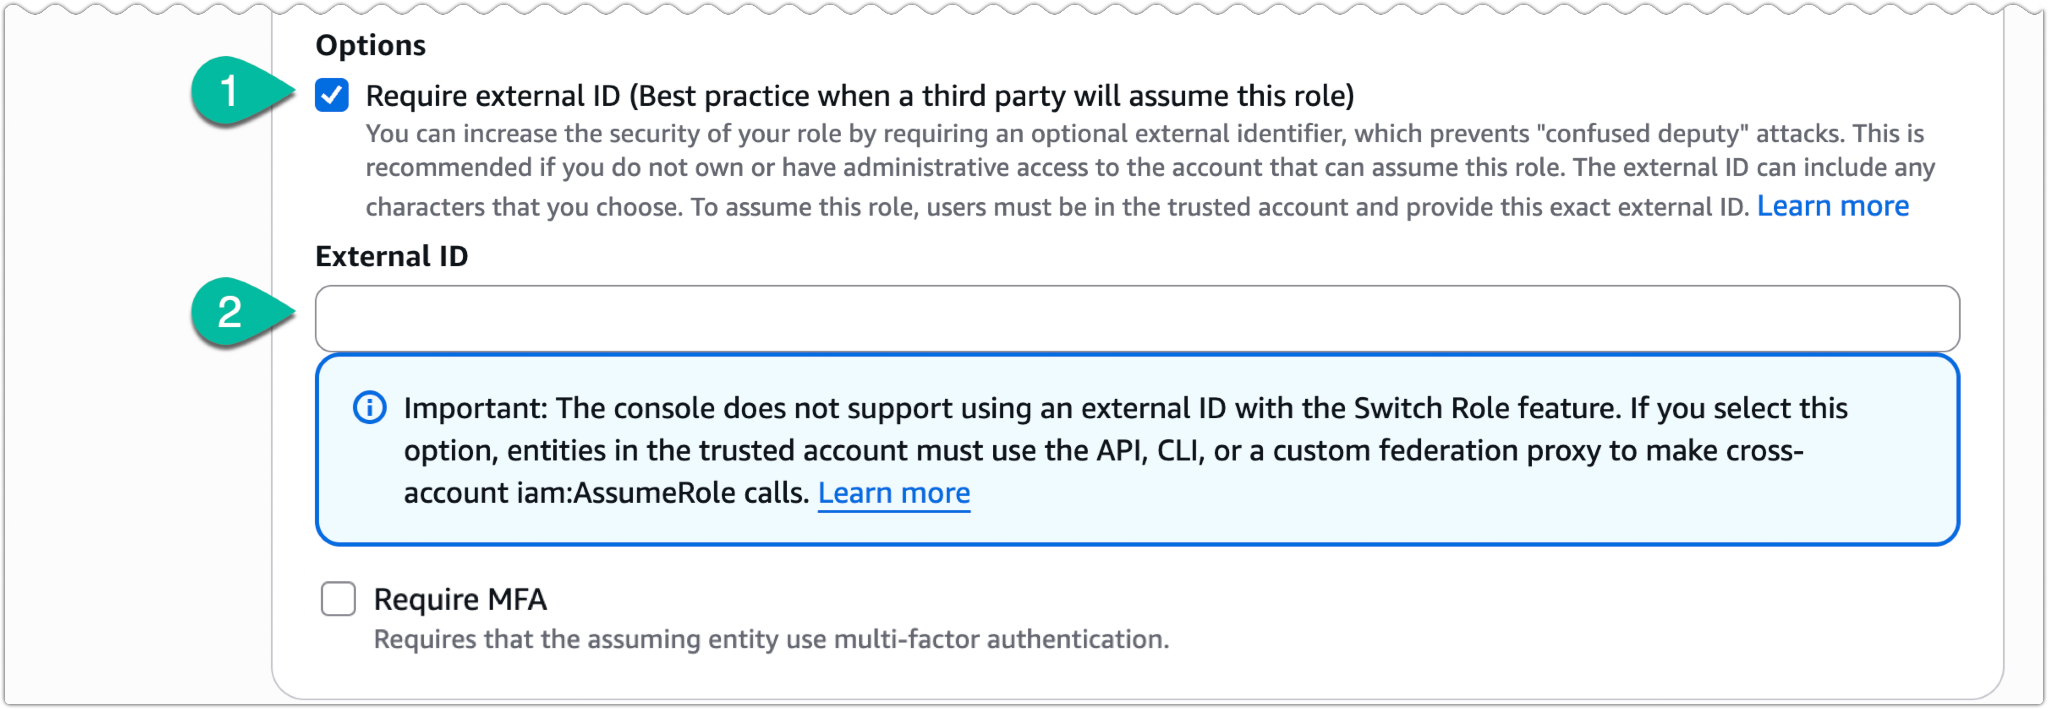 Options
1
Require external ID (Best practice when a third party will assume this role)
You can increase the security of your role by requiring an optional external identifier, which prevents "confused deputy" attacks. This is
recommended if you do not own or have administrative access to the account that can assume this role. The external ID can include any
characters that you choose. To assume this role, users must be in the trusted account and provide this exact external ID. Learn more
External ID
2
Important: The console does not support using an external ID with the Switch Role feature. If you select this
option, entities in the trusted account must use the API, CLI, or a custom federation proxy to make cross-
account iam:AssumeRole calls. Learn more
Require MFA
Requires that the assuming entity use multi-factor authentication.